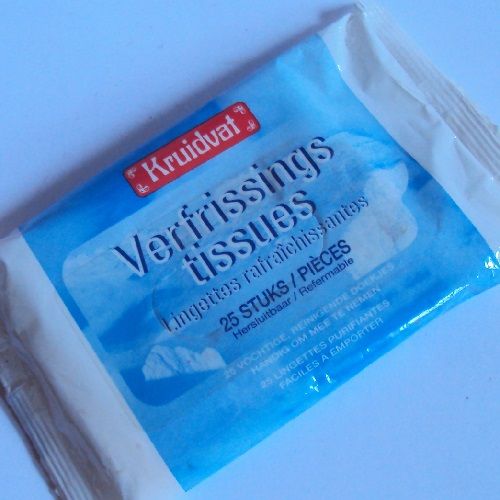 Kruidvat
Verfrissings
tissues
Lingettes rafraîchissantes
25 STUKS / PIÈCES
Hersluitbaar / Refermable
25 VOCHTIGE, REINIGENDE DOEKJES
HANDIG OM MEE TE NEMEN
25 LINGETTES PURIFIANTES
FACILES A EMPORTER